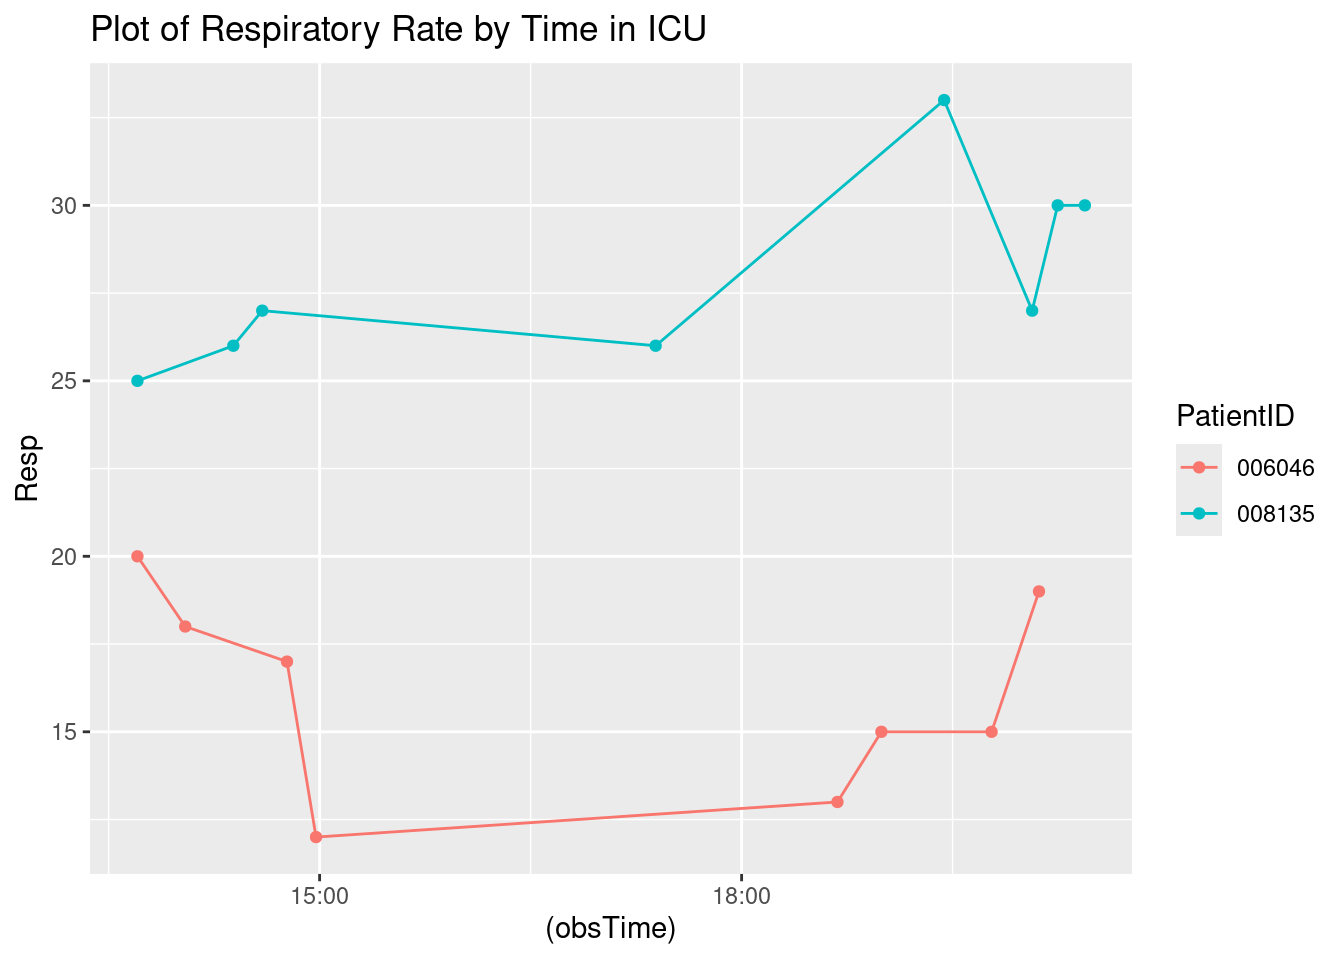 Plot of Respiratory Rate by Time in ICU
30
25
20
15
Resp
15:00
18:00
(obsTime)
PatientID
006046
008135